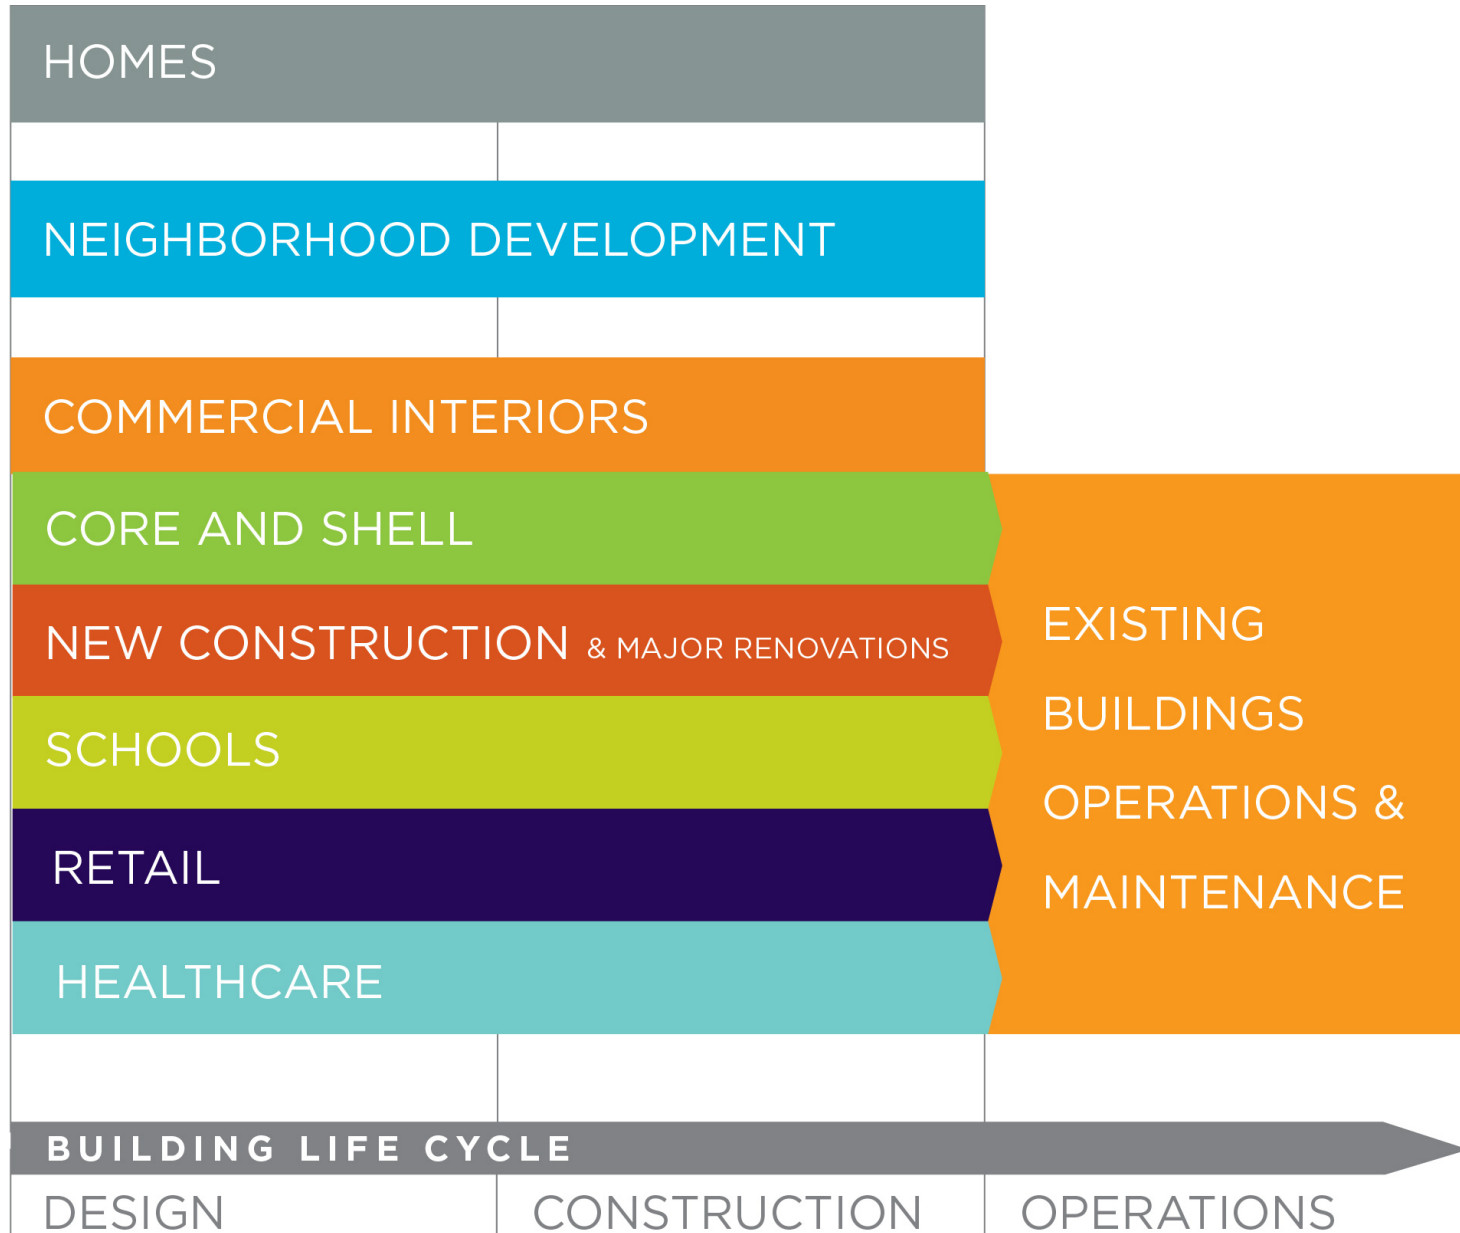 HOMES
NEIGHBORHOOD DEVELOPMENT
COMMERCIAL INTERIORS
CORE AND SHELL
NEW CONSTRUCTION & MAJOR RENOVATIONS
SCHOOLS
RETAIL
HEALTHCARE
EXISTING
BUILDINGS
OPERATIONS &
MAINTENANCE
BUILDING LIFE CYCLE
DESIGN
CONSTRUCTION
OPERATIONS